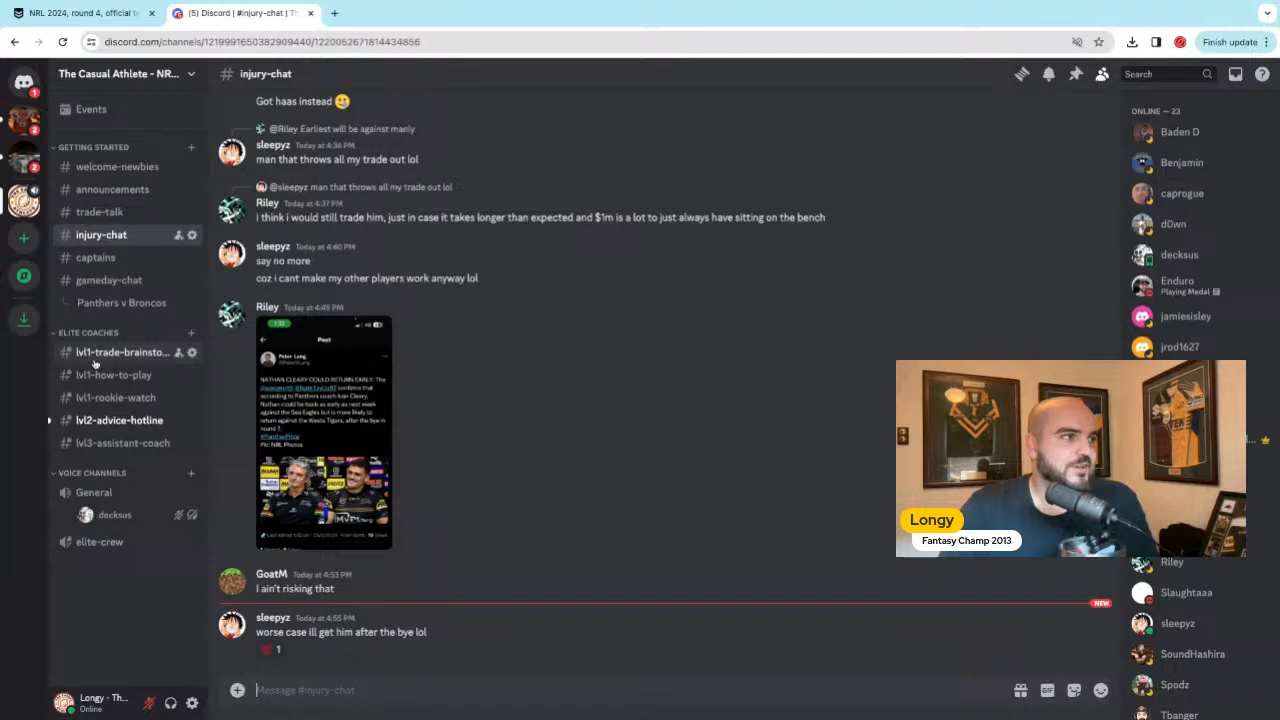 NRL 2024, round 4, official te
(5) Discord | #injury-chat | Th
discord.com/channels/1219991650382909440/1220052671814434856
Finish update
The Casual Athlete - NR...
injury-chat
Search
Events
GETTING STARTED
welcome-newbies
announcements
trade-talk
injury-chat
captains
gameday-chat
Panthers v Broncos
ELITE COACHES
lvl1-trade-brainsto...
lvl1-how-to-play
lvl1-rookie-watch
lvl2-advice-hotline
lvl3-assistant-coach
VOICE CHANNELS
General
decksus
elite-crew
Longy - Th...
Online
Got haas instead
@Riley Earliest will be against manly
sleepyz Today at 4:36 PM
man that throws all my trade out lol
@sleepyz man that throws all my trade out lol
Riley Today at 4:37 PM
i think i would still trade him, just in case it takes longer than expected and $1m is a lot to just always have sitting on the bench
sleepyz Today at 4:40 PM
say no more
coz i cant make my other players work anyway lol
Riley Today at 4:49 PM
Post
Peter Lang
NATHAN CLEARY COULD RETURN EARLY: The
confirms that
according to Panthers coach Ivan Cleary,
Nathan could be back as early as next week
against the Sea Eagles but is more likely to
return against the Wests Tigers, after the bye in
round 7.
#PantherPride
Pic: NRL Photos
GoatM Today at 4:53 PM
I ain't risking that
NEW
sleepyz Today at 4:55 PM
worse case ill get him after the bye lol
1
Message #injury-chat
GIF
ONLINE — 23
Baden D
Benjamin
caprogue
d0wn
decksus
Enduro
Playing Medal
jamiesisley
jrod1627
Longy
Fantasy Champ 2013
Riley
Slaughtaaa
sleepyz
SoundHashira
Spodz
Tbanger
1
2
2